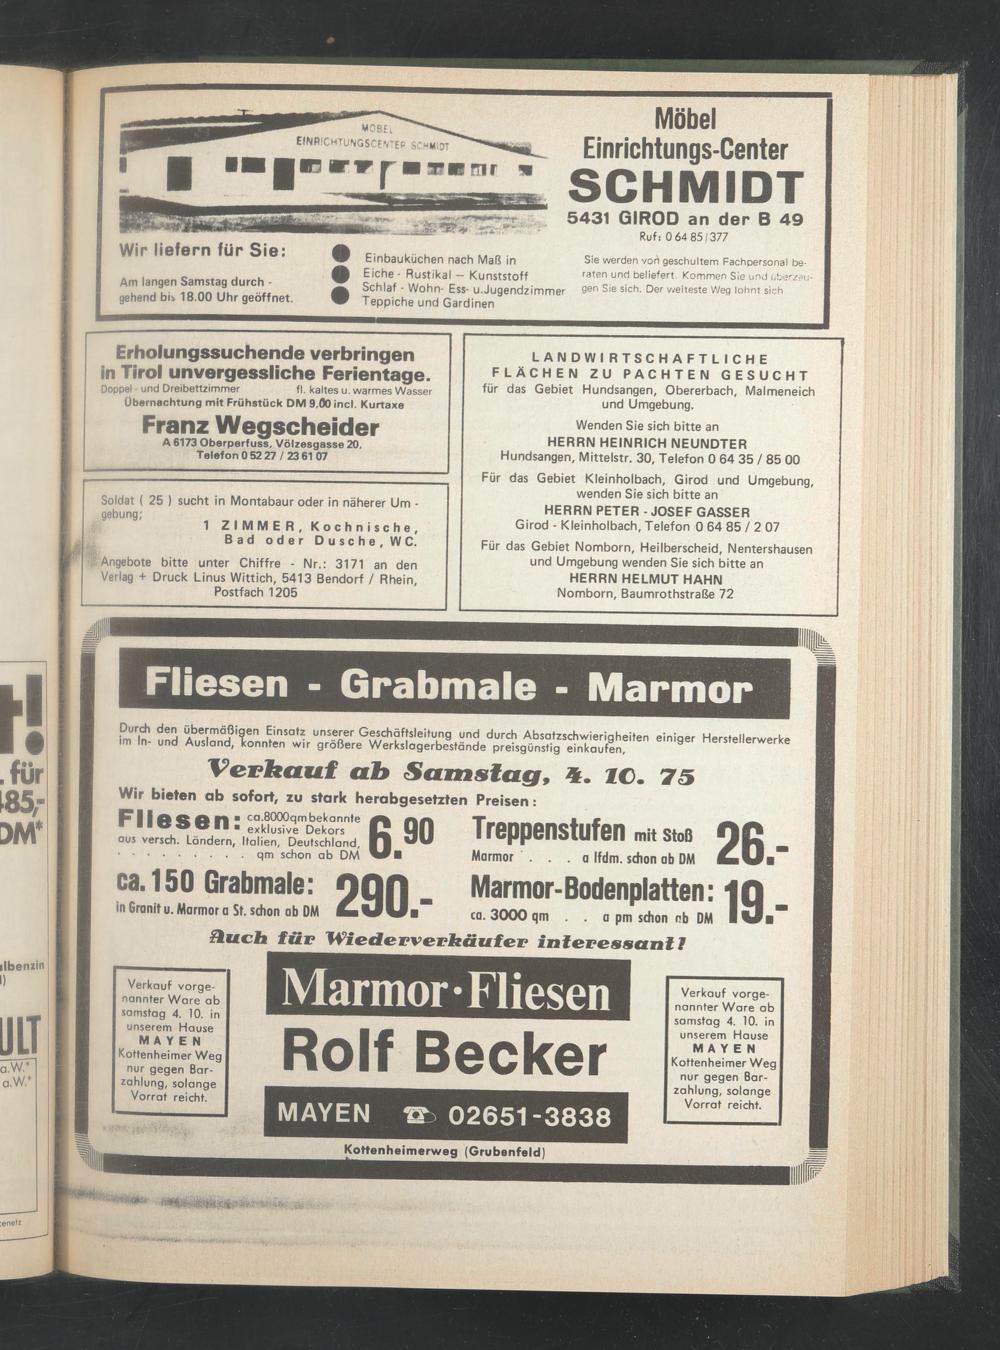 MÖBEL
EINRICHTUNGSCENTER SCHMIDT
Möbel
Einrichtungs-Center
SCHMIDT
5431 GIROD an der B 49
Ruf: 0 64 85 / 377
Wir liefern für Sie:
Am langen Samstag durch -
gehend bis 18.00 Uhr geöffnet.
Einbauküchen nach Maß in
Eiche - Rustikal – Kunststoff
Schlaf - Wohn- Ess- u.Jugendzimmer
Teppiche und Gardinen
Sie werden von geschultem Fachpersonal be-
raten und beliefert. Kommen Sie und überzeu-
gen Sie sich. Der weiteste Weg lohnt sich
Erholungssuchende verbringen
in Tirol unvergessliche Ferientage.
Doppel - und Dreibettzimmer fl. kaltes u. warmes Wasser
Übernachtung mit Frühstück DM 9.00 incl. Kurtaxe
Franz Wegscheider
A 6173 Oberperfuss, Völzesgasse 20,
Telefon 0 52 27 / 23 61 07
Soldat ( 25 ) sucht in Montabaur oder in näherer Um -
gebung;
1 ZIMMER, Kochnische,
Bad oder Dusche, WC.
Angebote bitte unter Chiffre - Nr.: 3171 an den
Verlag + Druck Linus Wittich, 5413 Bendorf / Rhein,
Postfach 1205
LANDWIRTSCHAFTLICHE
FLÄCHEN ZU PACHTEN GESUCHT
für das Gebiet Hundsangen, Obererbach, Malmeneich
und Umgebung.
Wenden Sie sich bitte an
HERRN HEINRICH NEUNDTER
Hundsangen, Mittelstr. 30, Telefon 0 64 35 / 85 00
Für das Gebiet Kleinholbach, Girod und Umgebung,
wenden Sie sich bitte an
HERRN PETER - JOSEF GASSER
Girod - Kleinholbach, Telefon 0 64 85 / 2 07
Für das Gebiet Nomborn, Heilberscheid, Nentershausen
und Umgebung wenden Sie sich bitte an
HERRN HELMUT HAHN
Nomborn, Baumrothstraße 72
Fliesen - Grabmale - Marmor
Durch den übermäßigen Einsatz unserer Geschäftsleitung und durch Absatzschwierigheiten einiger Herstellerwerke
im In- und Ausland, konnten wir größere Werkslagerbestände preisgünstig einkaufen,
Verkauf ab Samstag, 4. 10. 75
Wir bieten ab sofort, zu stark herabgesetzten Preisen:
Fliesen: ca.8000qm bekannte
exklusive Dekors
aus versch. Ländern, Italien, Deutschland,
. . . . . . . . . qm schon ab DM 6.90
Treppenstufen mit Stoß
Marmor . . . a lfdm. schon ab DM 26.-
ca. 150 Grabmale:
in Granit u. Marmor a St. schon ab DM 290.-
Marmor-Bodenplatten:
ca. 3000 qm . . a pm schon ab DM 19.-
Auch für Wiederverkäufer interessant!
Verkauf vorge-
nannter Ware ab
samstag 4. 10. in
unserem Hause
MAYEN
Kottenheimer Weg
nur gegen Bar-
zahlung, solange
Vorrat reicht.
Marmor·Fliesen
Rolf Becker
MAYEN ☎ 02651-3838
Kottenheimerweg (Grubenfeld)
Verkauf vorge-
nannter Ware ab
samstag 4. 10. in
unserem Hause
MAYEN
Kottenheimer Weg
nur gegen Bar-
zahlung, solange
Vorrat reicht.
für
485,-
DM*
lbenzin
ULT
a.W.*
a.W.*